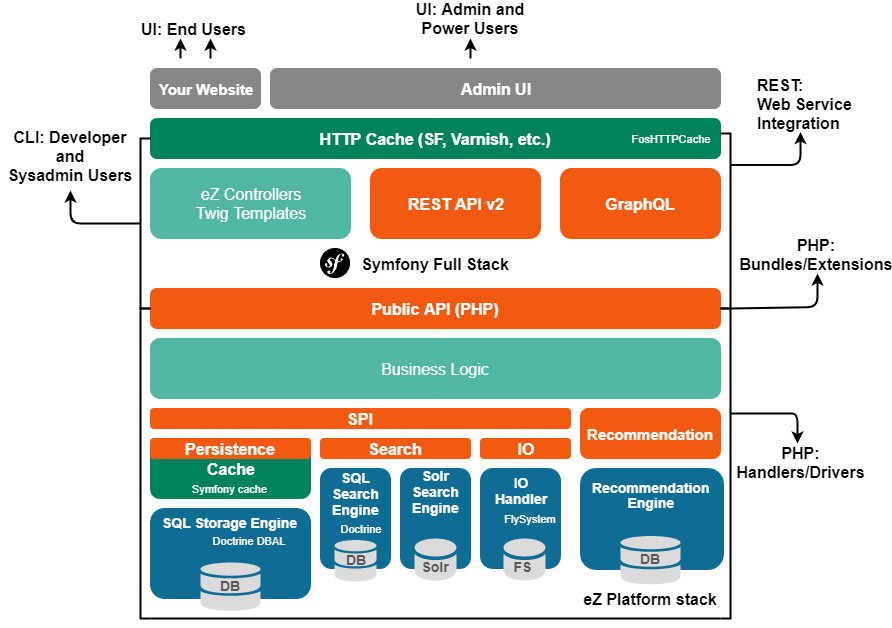 UI: End Users
UI: Admin and
Power Users
Your Website
Admin UI
REST:
Web Service
Integration
CLI: Developer
and
Sysadmin Users
HTTP Cache (SF, Varnish, etc.)
FosHTTPCache
eZ Controllers
Twig Templates
REST API v2
GraphQL
sf
Symfony Full Stack
PHP:
Bundles/Extensions
Public API (PHP)
Business Logic
SPI
Recommendation
Persistence
Search
IO
PHP:
Handlers/Drivers
Cache
Symfony cache
SQL
Search
Engine
Doctrine
DB
Solr
Search
Engine
Solr
IO
Handler
FlySystem
FS
Recommendation
Engine
DB
SQL Storage Engine
Doctrine DBAL
DB
eZ Platform stack